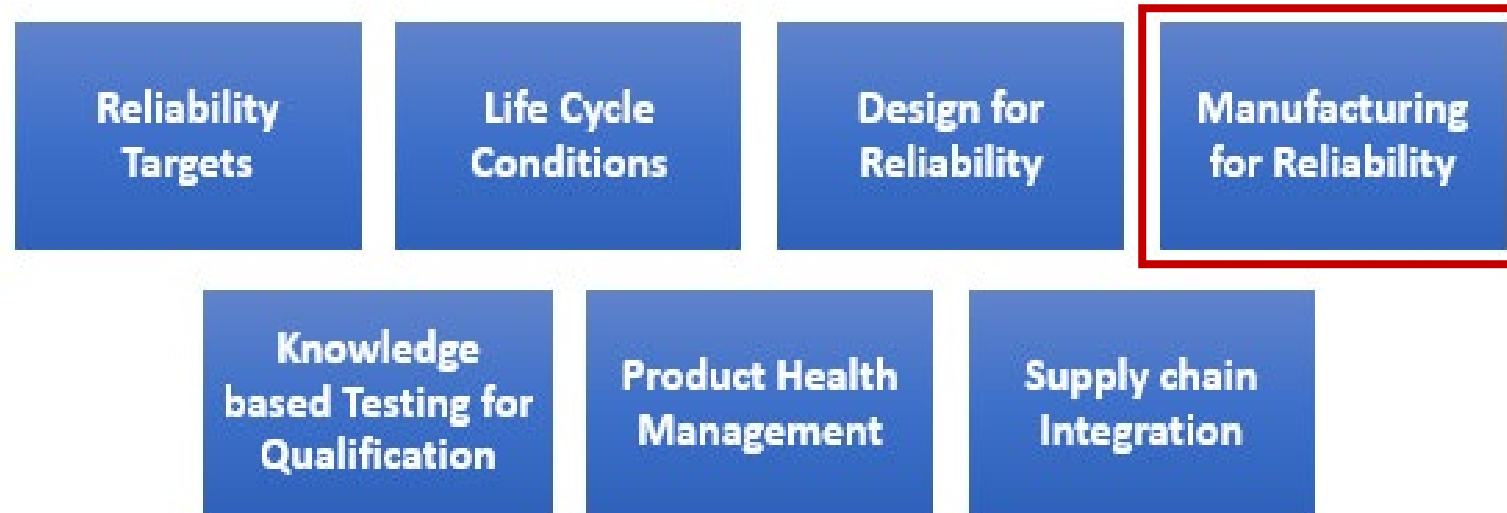 Reliability
Targets
Life Cycle
Conditions
Design for
Reliability
Manufacturing
for Reliability
Knowledge
based Testing for
Qualification
Product Health
Management
Supply chain
Integration